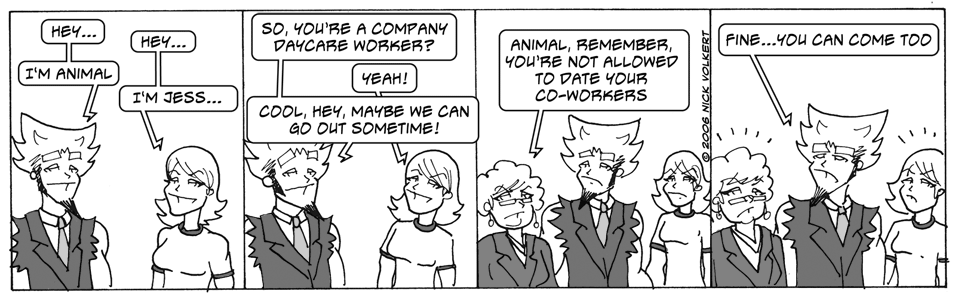 HEY...
I'M ANIMAL
HEY...
I'M JESS...
SO, YOU'RE A COMPANY
DAYCARE WORKER?
YEAH!
COOL, HEY, MAYBE WE CAN
GO OUT SOMETIME!
ANIMAL, REMEMBER,
YOU'RE NOT ALLOWED
TO DATE YOUR
CO-WORKERS
© 2006 NICK VOLKERT
FINE...YOU CAN COME TOO